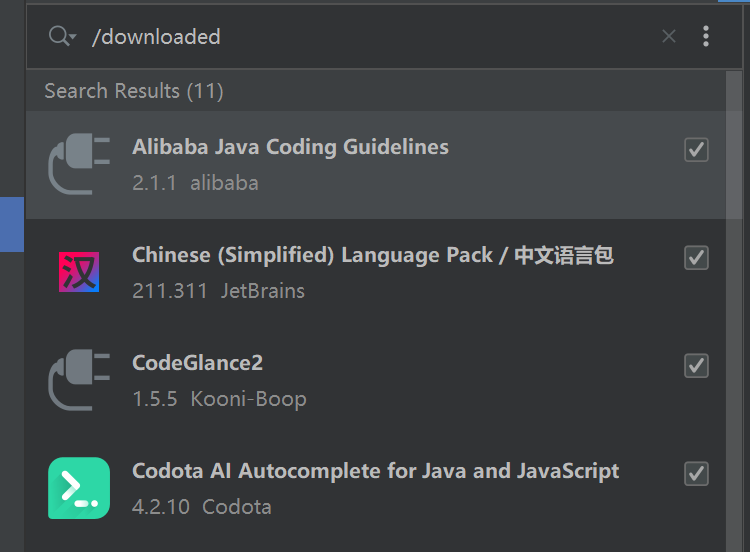 /downloaded
Search Results (11)
Alibaba Java Coding Guidelines
2.1.1 alibaba
汉
Chinese (Simplified) Language Pack / 中文语言包
211.311 JetBrains
CodeGlance2
1.5.5 Kooni-Boop
Codota AI Autocomplete for Java and JavaScript
4.2.10 Codota